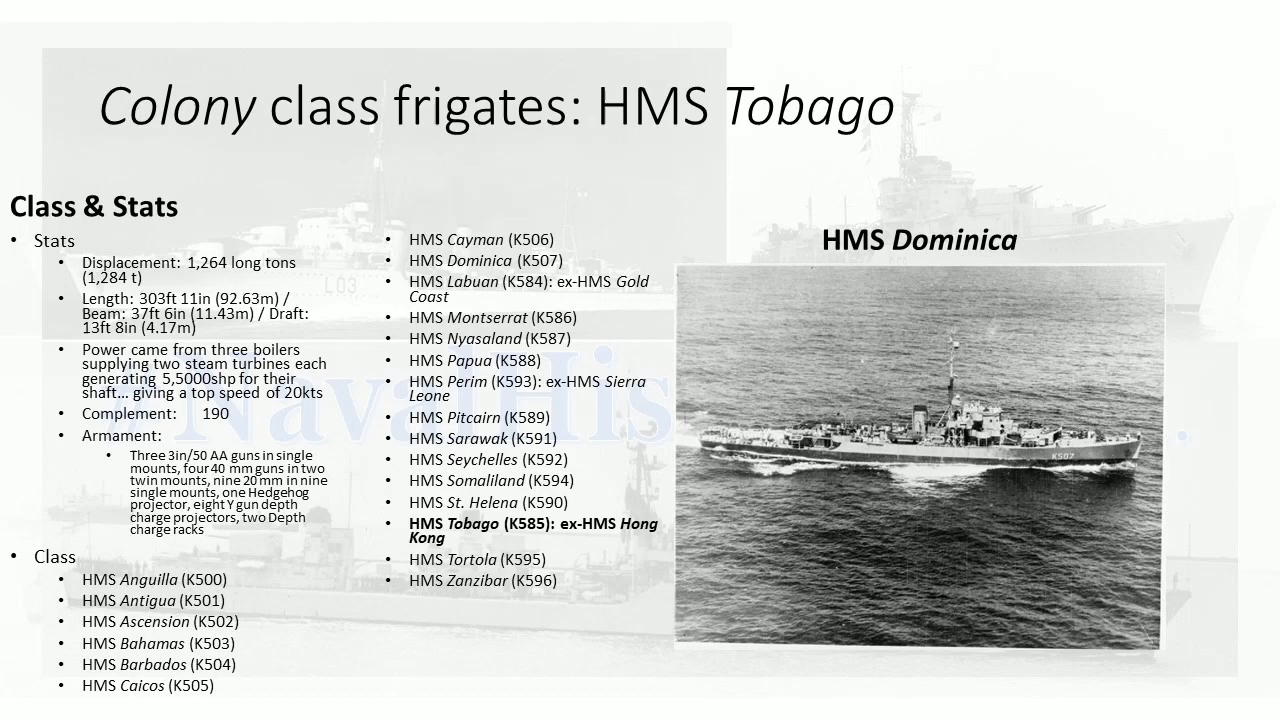 Colony class frigates: HMS Tobago
Class & Stats
• Stats
• Displacement: 1,264 long tons
(1,284 t)
• Length: 303ft 11in (92.63m) /
Beam: 37ft 6in (11.43m) / Draft:
13ft 8in (4.17m)
• Power came from three boilers
supplying two steam turbines each
generating 5,5000shp for their
shaft… giving a top speed of 20kts
• Complement: 190
• Armament:
• Three 3in/50 AA guns in single
mounts, four 40 mm guns in two
twin mounts, nine 20 mm in nine
single mounts, one Hedgehog
projector, eight Y gun depth
charge projectors, two Depth
charge racks
• Class
• HMS Anguilla (K500)
• HMS Antigua (K501)
• HMS Ascension (K502)
• HMS Bahamas (K503)
• HMS Barbados (K504)
• HMS Caicos (K505)
• HMS Cayman (K506)
• HMS Dominica (K507)
• HMS Labuan (K584): ex-HMS Gold
Coast
• HMS Montserrat (K586)
• HMS Nyasaland (K587)
• HMS Papua (K588)
• HMS Perim (K593): ex-HMS Sierra
Leone
• HMS Pitcairn (K589)
• HMS Sarawak (K591)
• HMS Seychelles (K592)
• HMS Somaliland (K594)
• HMS St. Helena (K590)
• HMS Tobago (K585): ex-HMS Hong
Kong
• HMS Tortola (K595)
• HMS Zanzibar (K596)
HMS Dominica
K507
L03
#NavalHis